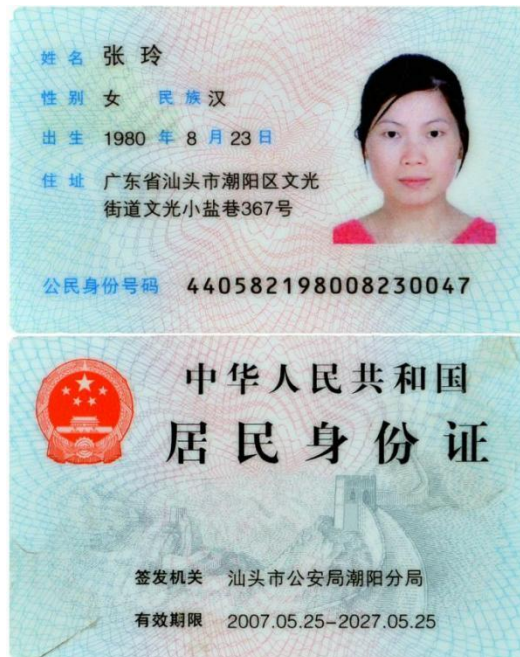 姓名 张玲
性别 女 民族 汉
出生 1980 年 8 月 23 日
住址 广东省汕头市潮阳区文光
街道文光小盐巷367号
公民身份号码 440582198008230047
中华人民共和国
居民身份证
签发机关 汕头市公安局潮阳分局
有效期限 2007.05.25-2027.05.25